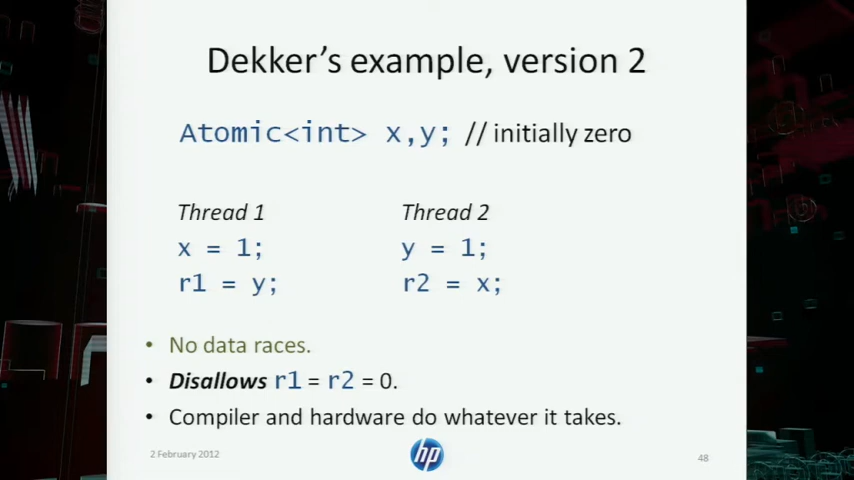 Dekker's example, version 2
Atomic<int> x,y; // initially zero
Thread 1 Thread 2
x = 1; y = 1;
r1 = y; r2 = x;
• No data races.
• Disallows r1 = r2 = 0.
• Compiler and hardware do whatever it takes.
2 February 2012 hp 48